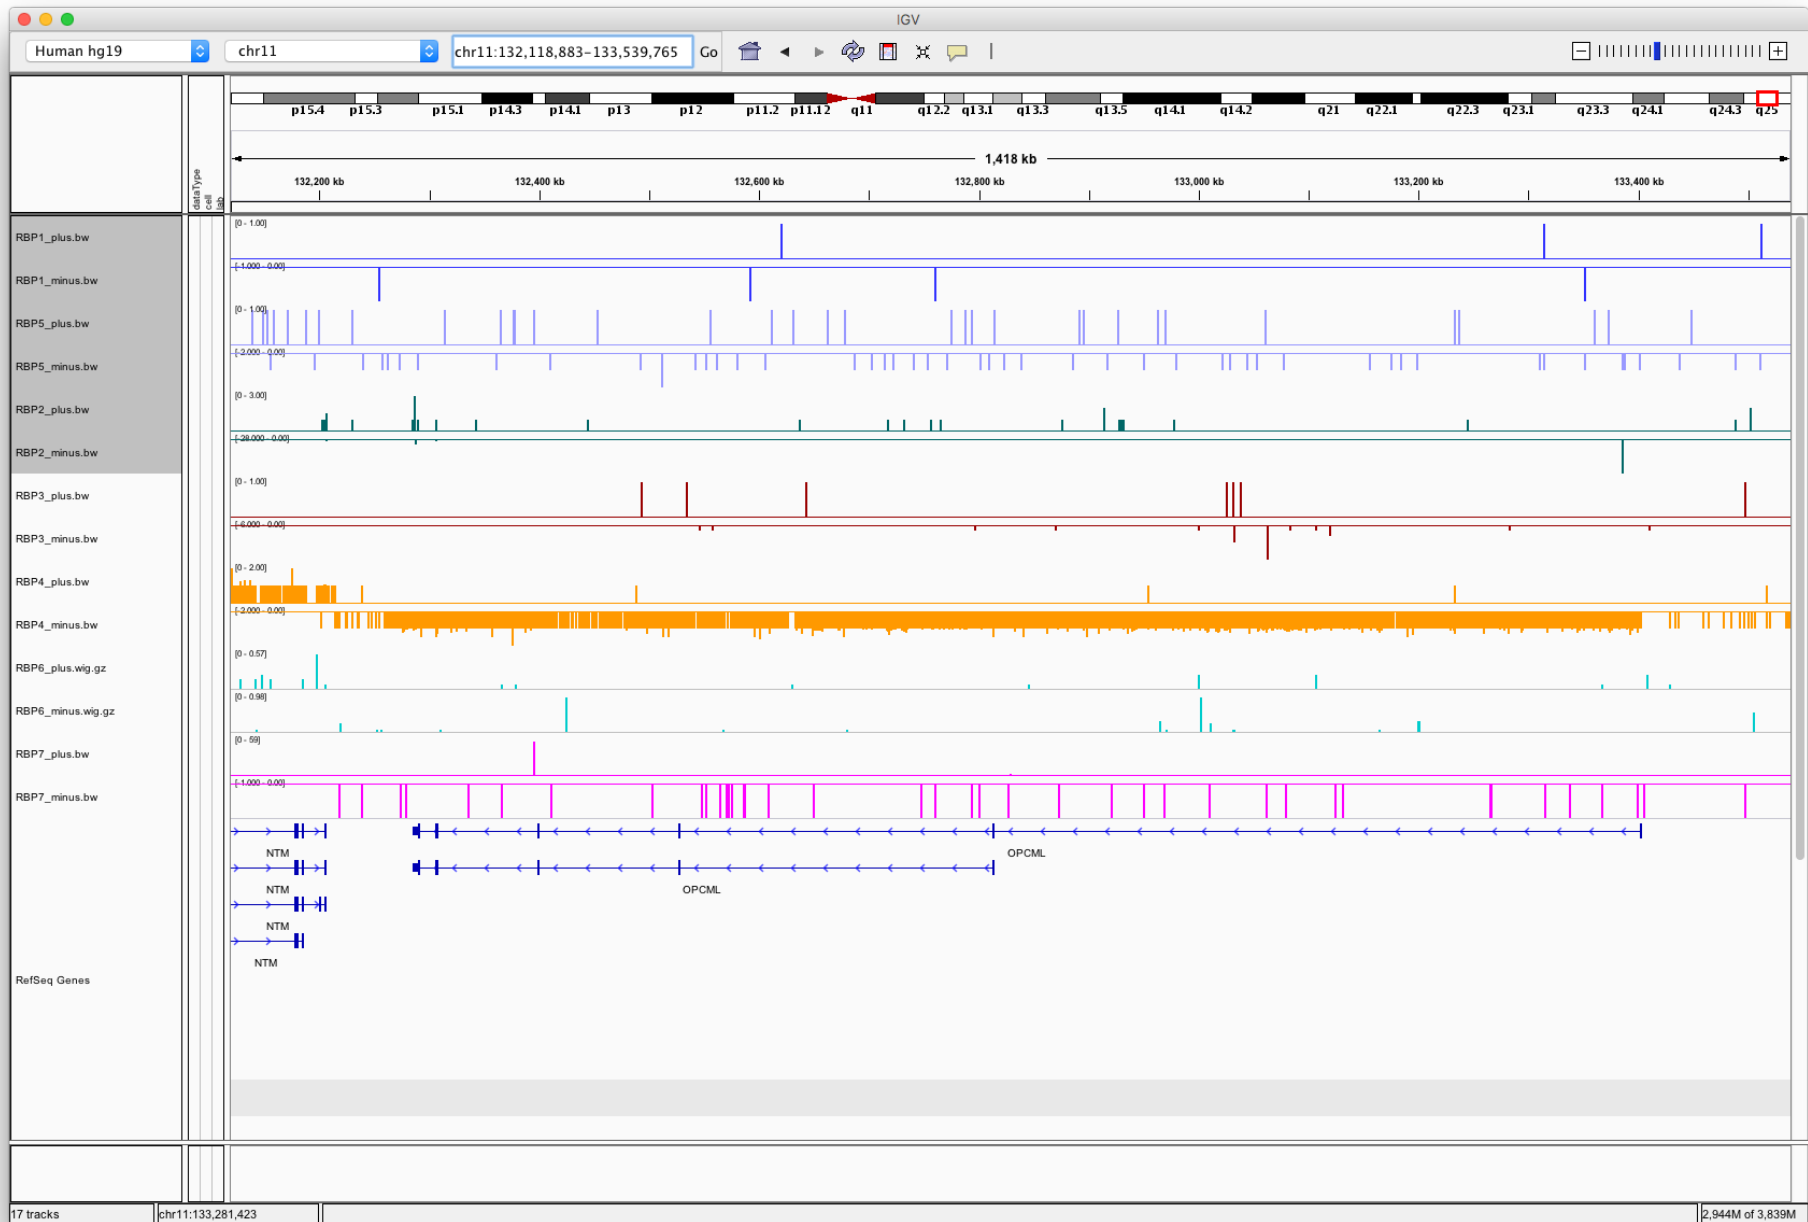 IGV
Human hg19
chr11
chr11:132,118,883-133,539,765
Go
p15.4 p15.3 p15.1 p14.3 p14.1 p13 p12 p11.2 p11.12 q11 q12.2 q13.1 q13.3 q13.5 q14.1 q14.2 q21 q22.1 q22.3 q23.1 q23.3 q24.1 q24.3 q25
1,418 kb
132,200 kb 132,400 kb 132,600 kb 132,800 kb 133,000 kb 133,200 kb 133,400 kb
dataType
cell
lab
[0 - 1.00]
RBP1_plus.bw
[-1.000 - 0.00]
RBP1_minus.bw
[0 - 1.00]
RBP5_plus.bw
[-2.000 - 0.00]
RBP5_minus.bw
[0 - 3.00]
RBP2_plus.bw
[-28.000 - 0.00]
RBP2_minus.bw
[0 - 1.00]
RBP3_plus.bw
[-6.000 - 0.00]
RBP3_minus.bw
[0 - 2.00]
RBP4_plus.bw
[-2.000 - 0.00]
RBP4_minus.bw
[0 - 0.57]
RBP6_plus.wig.gz
[0 - 0.98]
RBP6_minus.wig.gz
[0 - 59]
RBP7_plus.bw
[-1.000 - 0.00]
RBP7_minus.bw
NTM OPCML
NTM OPCML
NTM
NTM
RefSeq Genes
17 tracks
chr11:133,281,423
2,944M of 3,839M